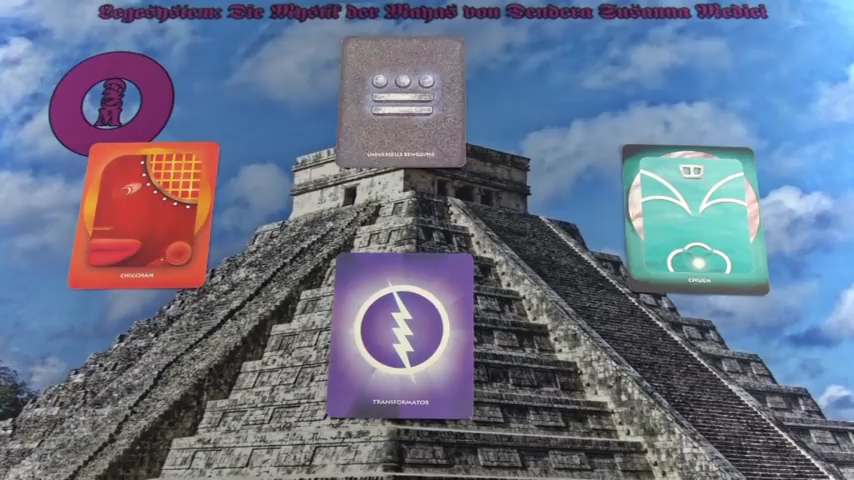 Legesystem: Die Mystik der Mayas von Dendera Susanna Medici
UNIVERSELLE BEWEGUNG
CHICCHAN
CHUEN
TRANSFORMATOR